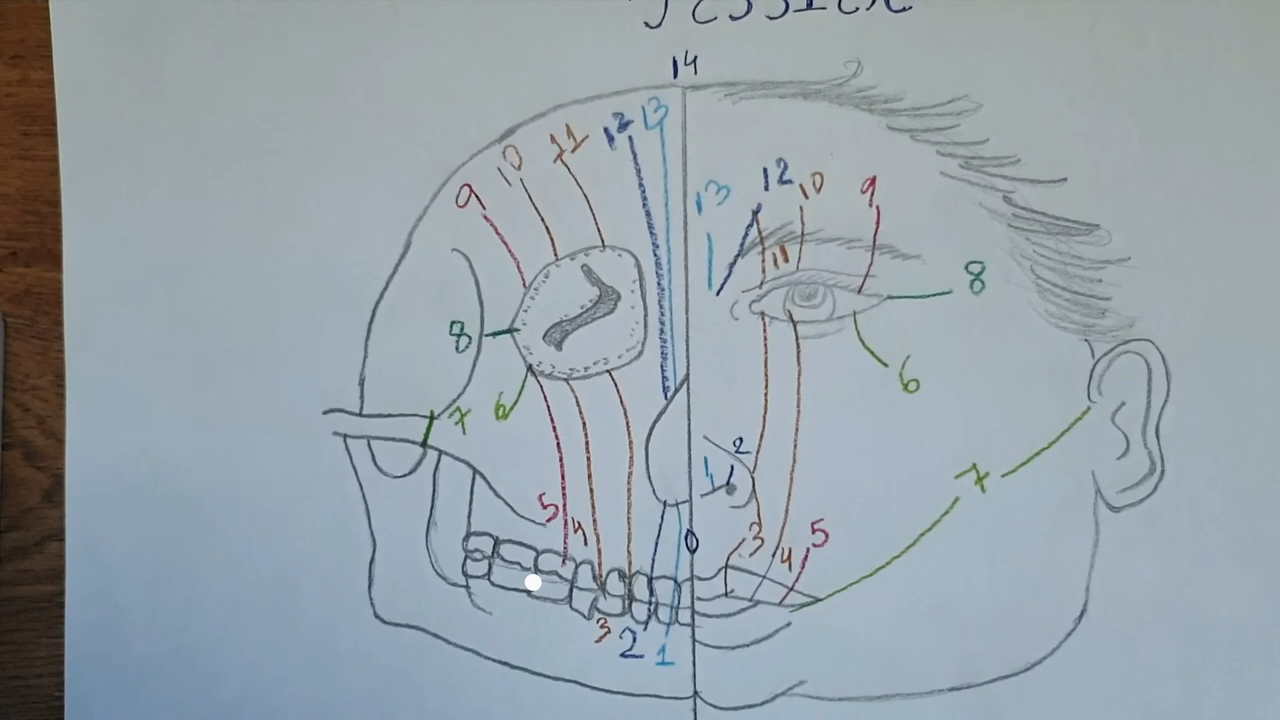 Tessier
14
9 10 11 12 13
13 12 10 9
11
8 8
7 6 6
1 2
7
5 4 0 3 4 5
3 2 1